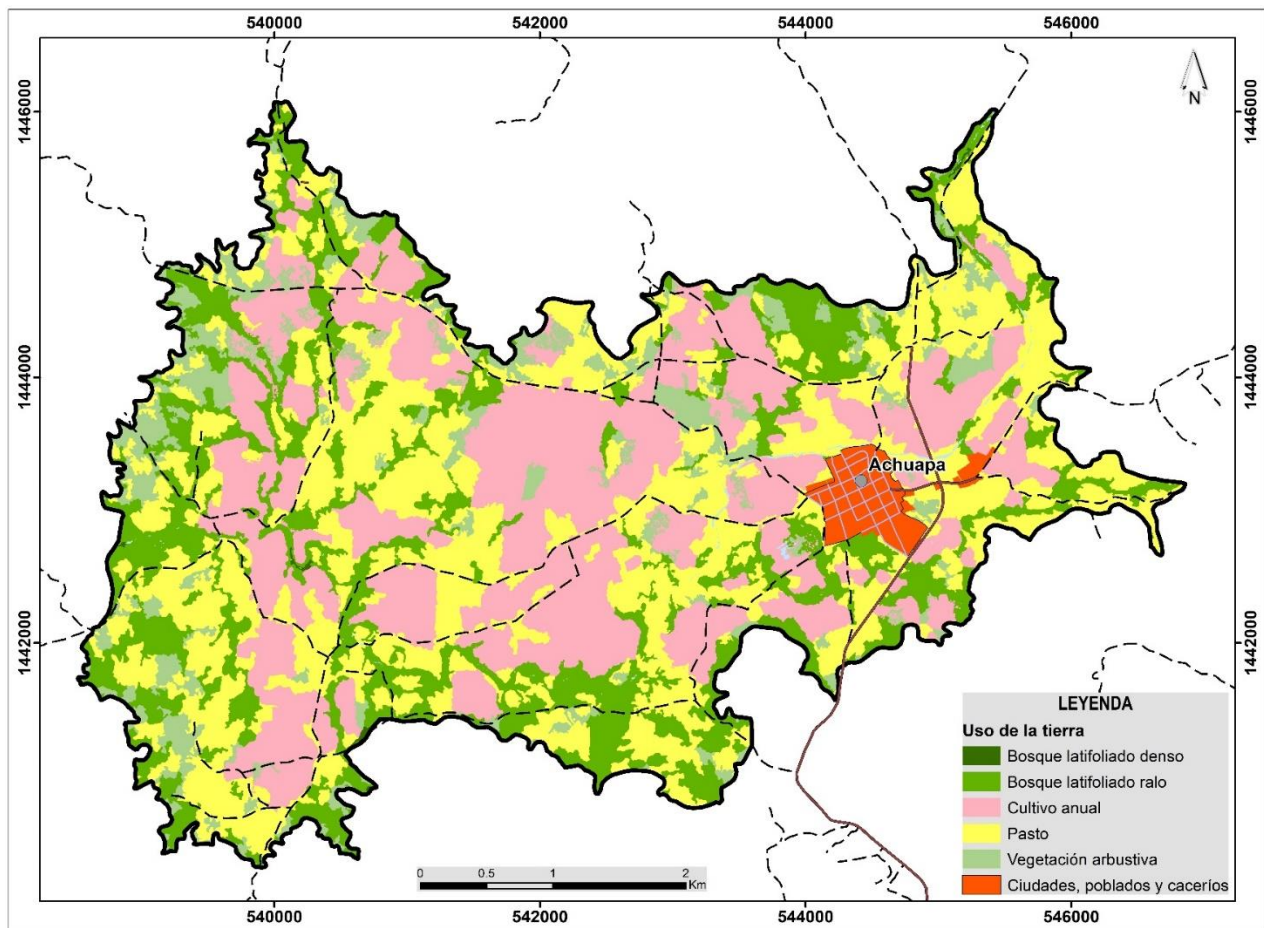 540000 542000 544000 546000
1446000
1446000
N
1444000
1444000
Achuapa
1442000
1442000
LEYENDA
Uso de la tierra
Bosque latifoliado denso
Bosque latifoliado ralo
Cultivo anual
Pasto
Vegetación arbustiva
Ciudades, poblados y caceríos
0 0.5 1 2
Km
540000 542000 544000 546000